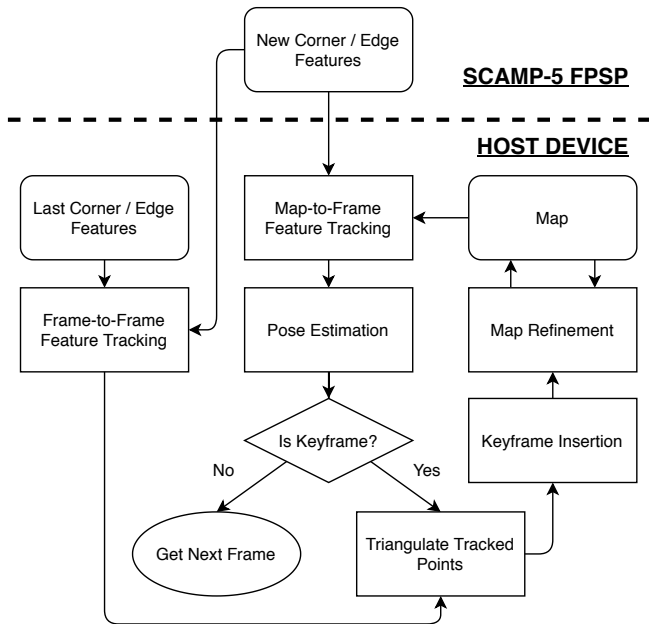 New Corner / Edge
Features
SCAMP-5 FPSP
HOST DEVICE
Last Corner / Edge
Features
Map-to-Frame
Feature Tracking
Map
Frame-to-Frame
Feature Tracking
Pose Estimation
Map Refinement
Is Keyframe?
Keyframe Insertion
No
Yes
Get Next Frame
Triangulate Tracked
Points